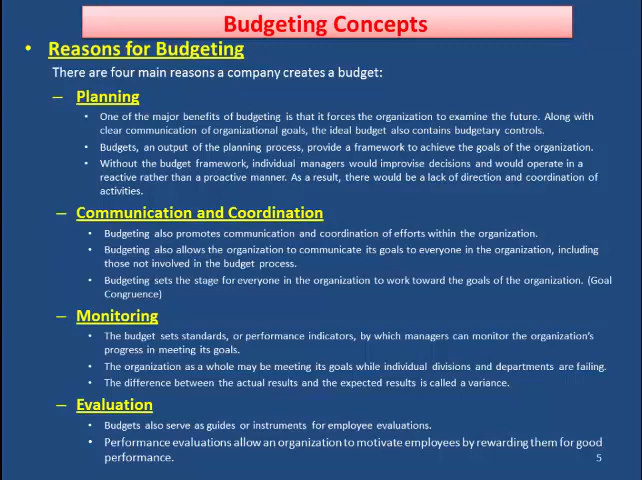 Budgeting Concepts
• Reasons for Budgeting
There are four main reasons a company creates a budget:
– Planning
• One of the major benefits of budgeting is that it forces the organization to examine the future. Along with
clear communication of organizational goals, the ideal budget also contains budgetary controls.
• Budgets, an output of the planning process, provide a framework to achieve the goals of the organization.
• Without the budget framework, individual managers would improvise decisions and would operate in a
reactive rather than a proactive manner. As a result, there would be a lack of direction and coordination of
activities.
– Communication and Coordination
• Budgeting also promotes communication and coordination of efforts within the organization.
• Budgeting also allows the organization to communicate its goals to everyone in the organization, including
those not involved in the budget process.
• Budgeting sets the stage for everyone in the organization to work toward the goals of the organization. (Goal
Congruence)
– Monitoring
• The budget sets standards, or performance indicators, by which managers can monitor the organization's
progress in meeting its goals.
• The organization as a whole may be meeting its goals while individual divisions and departments are failing.
• The difference between the actual results and the expected results is called a variance.
– Evaluation
• Budgets also serve as guides or instruments for employee evaluations.
• Performance evaluations allow an organization to motivate employees by rewarding them for good
performance.
5